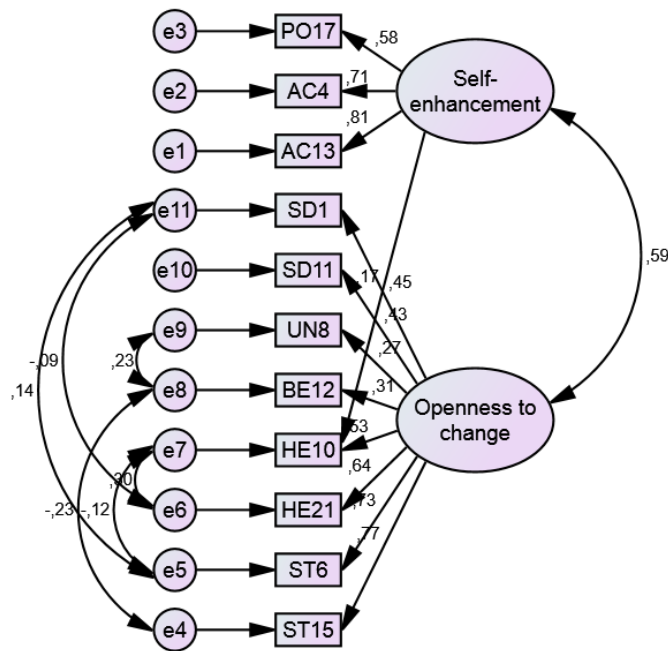 e3
PO17
,58
Self-
enhancement
e2
AC4
,71
e1
AC13
,81
e11
SD1
e10
SD11
,17
,45
,59
e9
UN8
,43
,27
-,09
,23
,14
e8
BE12
,31
Openness to
change
e7
HE10
,53
,64
,30
-,23
-,12
e6
HE21
,73
,77
e5
ST6
e4
ST15